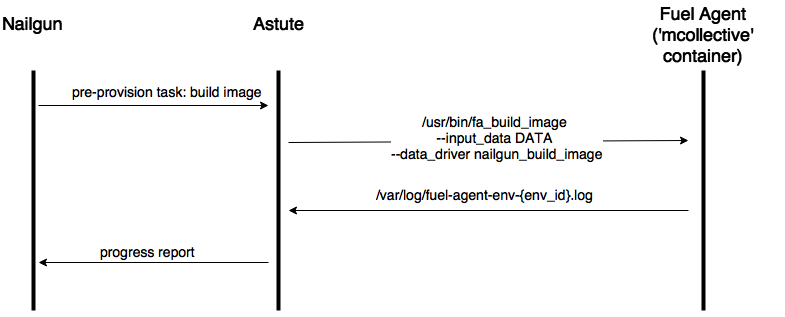 Nailgun
Astute
Fuel Agent
('mcollective'
container)
pre-provision task: build image
/usr/bin/fa_build_image
--input_data DATA
--data_driver nailgun_build_image
/var/log/fuel-agent-env-{env_id}.log
progress report